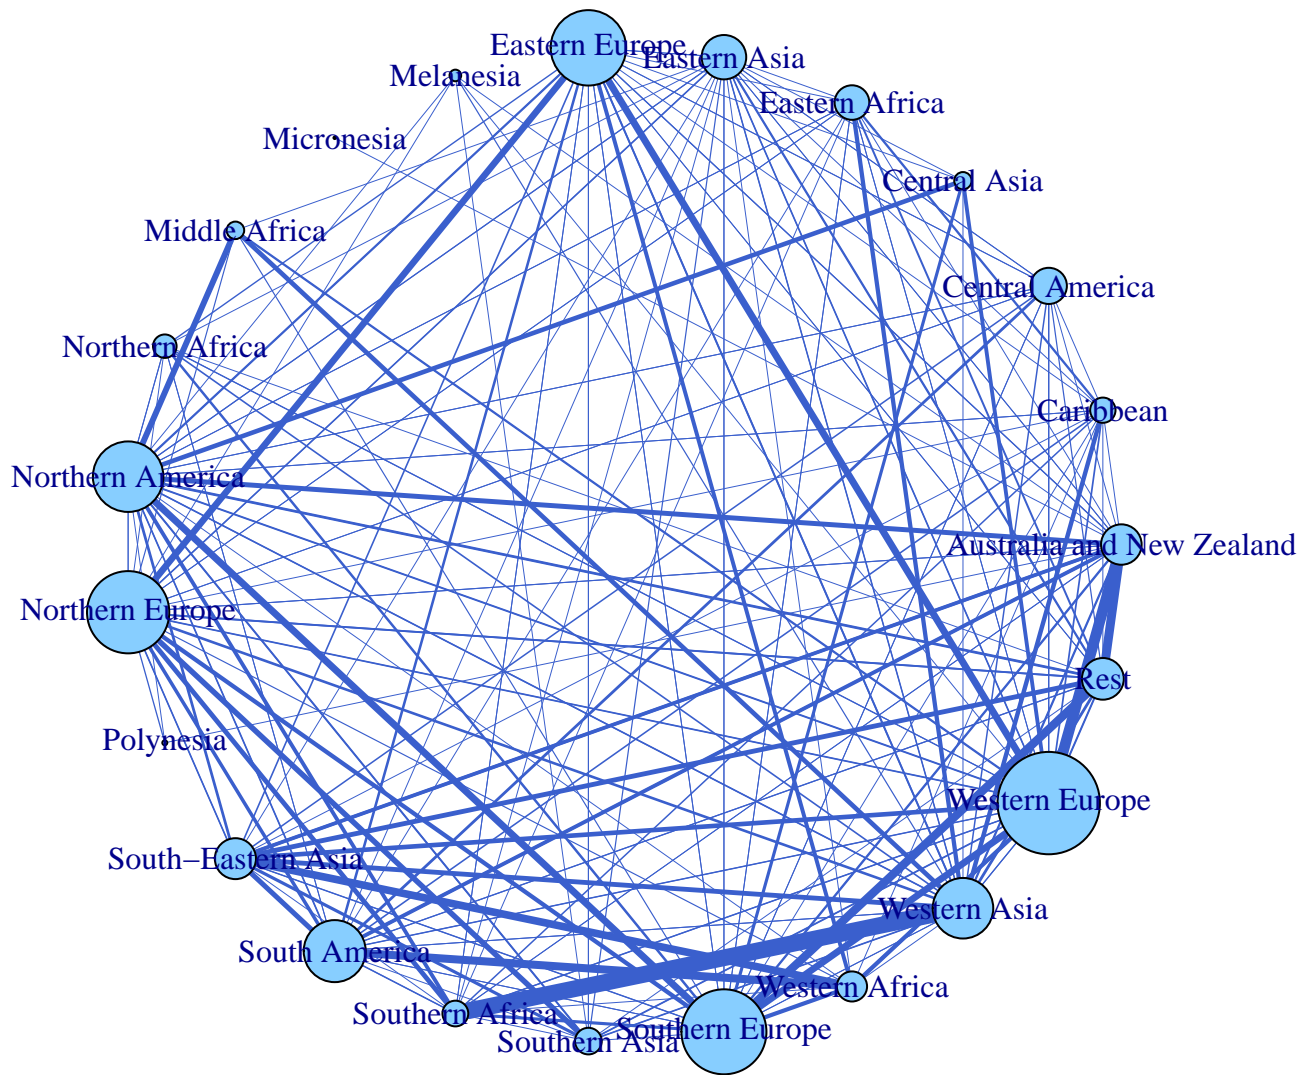 Eastern Europe
Eastern Asia
Melanesia
Eastern Africa
Micronesia
Central Asia
Middle Africa
Central America
Northern Africa
Caribbean
Northern America
Australia and New Zealand
Northern Europe
Rest
Polynesia
Western Europe
South−Eastern Asia
Western Asia
South America
Western Africa
Southern Africa
Southern Europe
Southern Asia